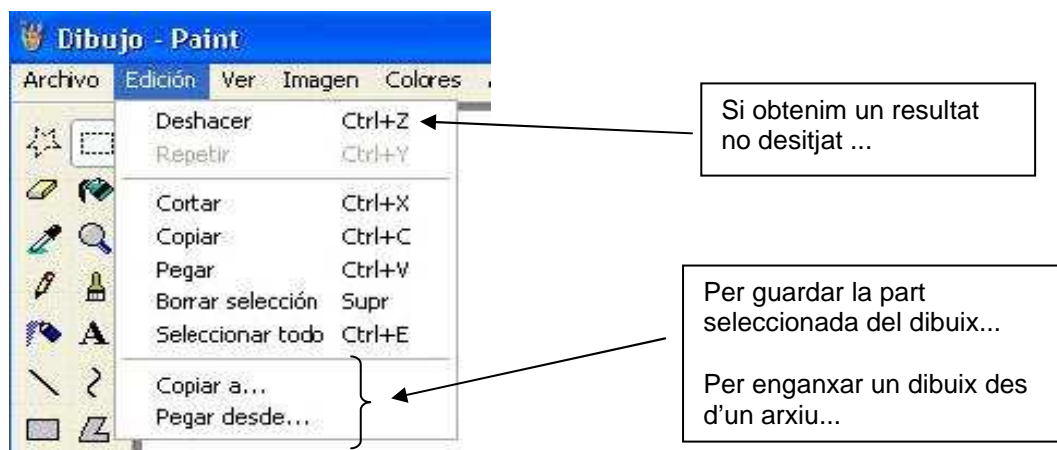 Dibujo - Paint
Archivo Edición Ver Imagen Colores
Deshacer Ctrl+Z
Repetir Ctrl+Y
Cortar Ctrl+X
Copiar Ctrl+C
Pegar Ctrl+V
Borrar selección Supr
Seleccionar todo Ctrl+E
Copiar a...
Pegar desde...
A
Si obtenim un resultat
no desitjat ...
Per guardar la part
seleccionada del dibuix...
Per enganxar un dibuix des
d'un arxiu...